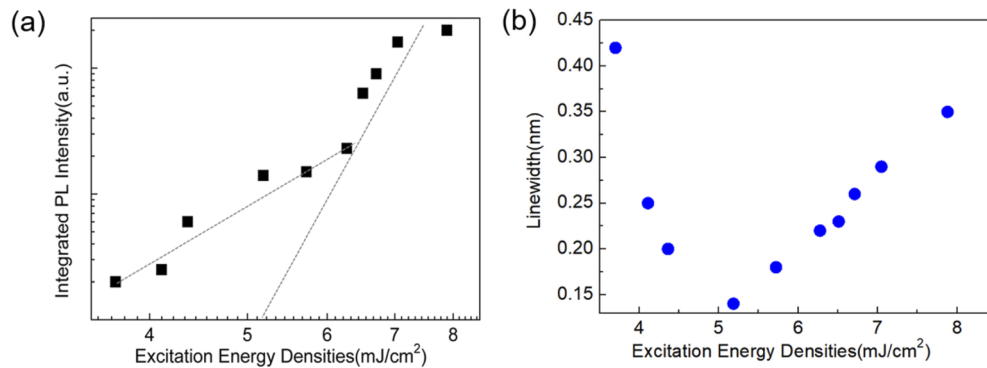 (a)
Integrated PL Intensity(a.u.)
4 5 6 7 8
Excitation Energy Densities(mJ/cm²)
(b)
Linewidth(nm)
0.45
0.40
0.35
0.30
0.25
0.20
0.15
4 5 6 7 8
Excitation Energy Densities(mJ/cm²)